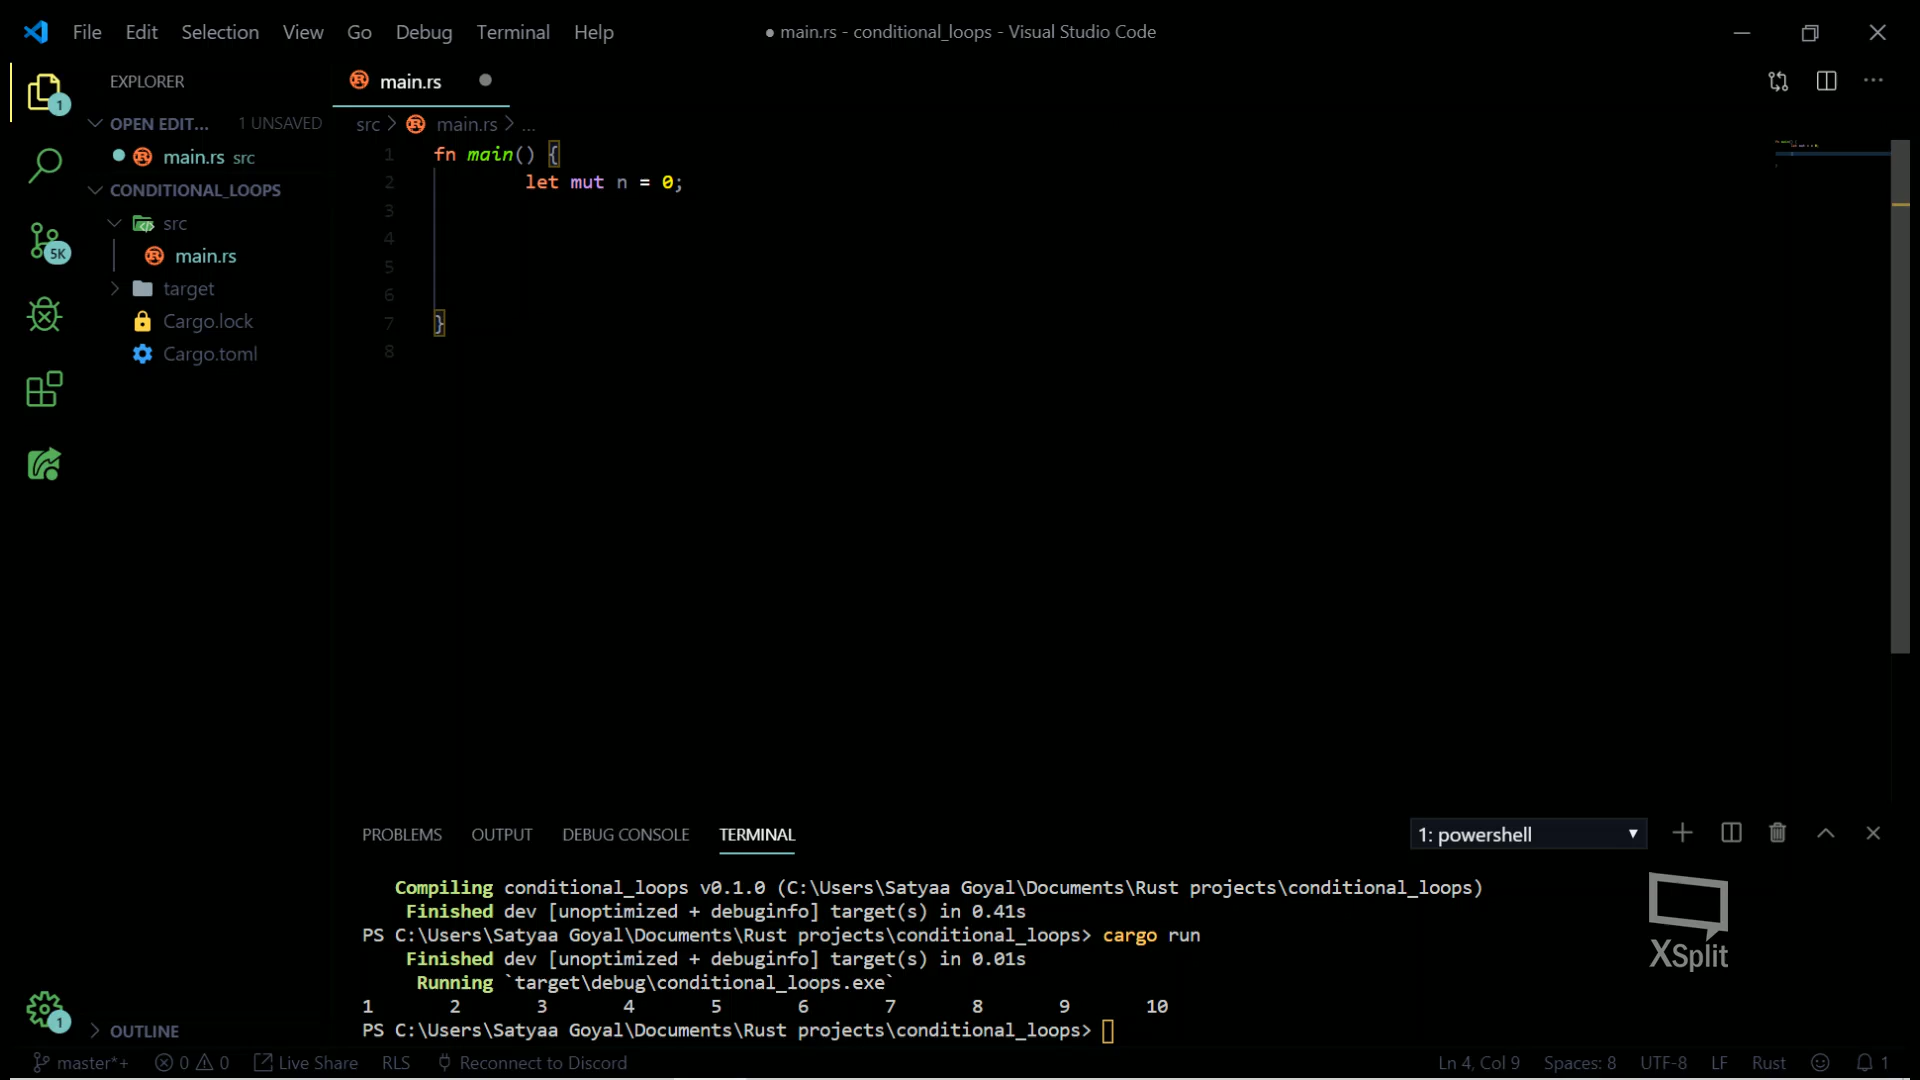 File Edit Selection View Go Debug Terminal Help
● main.rs - conditional_loops - Visual Studio Code
EXPLORER
main.rs
1
OPEN EDIT... 1 UNSAVED
src > main.rs > ...
main.rs src
CONDITIONAL_LOOPS
src
main.rs
target
Cargo.lock
Cargo.toml
5K
1 fn main() {
2 let mut n = 0;
3
4
5
6
7 }
8
PROBLEMS OUTPUT DEBUG CONSOLE TERMINAL
1: powershell
Compiling conditional_loops v0.1.0 (C:\Users\Satyaa Goyal\Documents\Rust projects\conditional_loops)
Finished dev [unoptimized + debuginfo] target(s) in 0.41s
PS C:\Users\Satyaa Goyal\Documents\Rust projects\conditional_loops> cargo run
Finished dev [unoptimized + debuginfo] target(s) in 0.01s
Running `target\debug\conditional_loops.exe`
1 2 3 4 5 6 7 8 9 10
PS C:\Users\Satyaa Goyal\Documents\Rust projects\conditional_loops>
XSplit
1
OUTLINE
master*+ 0 0 Live Share RLS Reconnect to Discord
Ln 4, Col 9 Spaces: 8 UTF-8 LF Rust 1